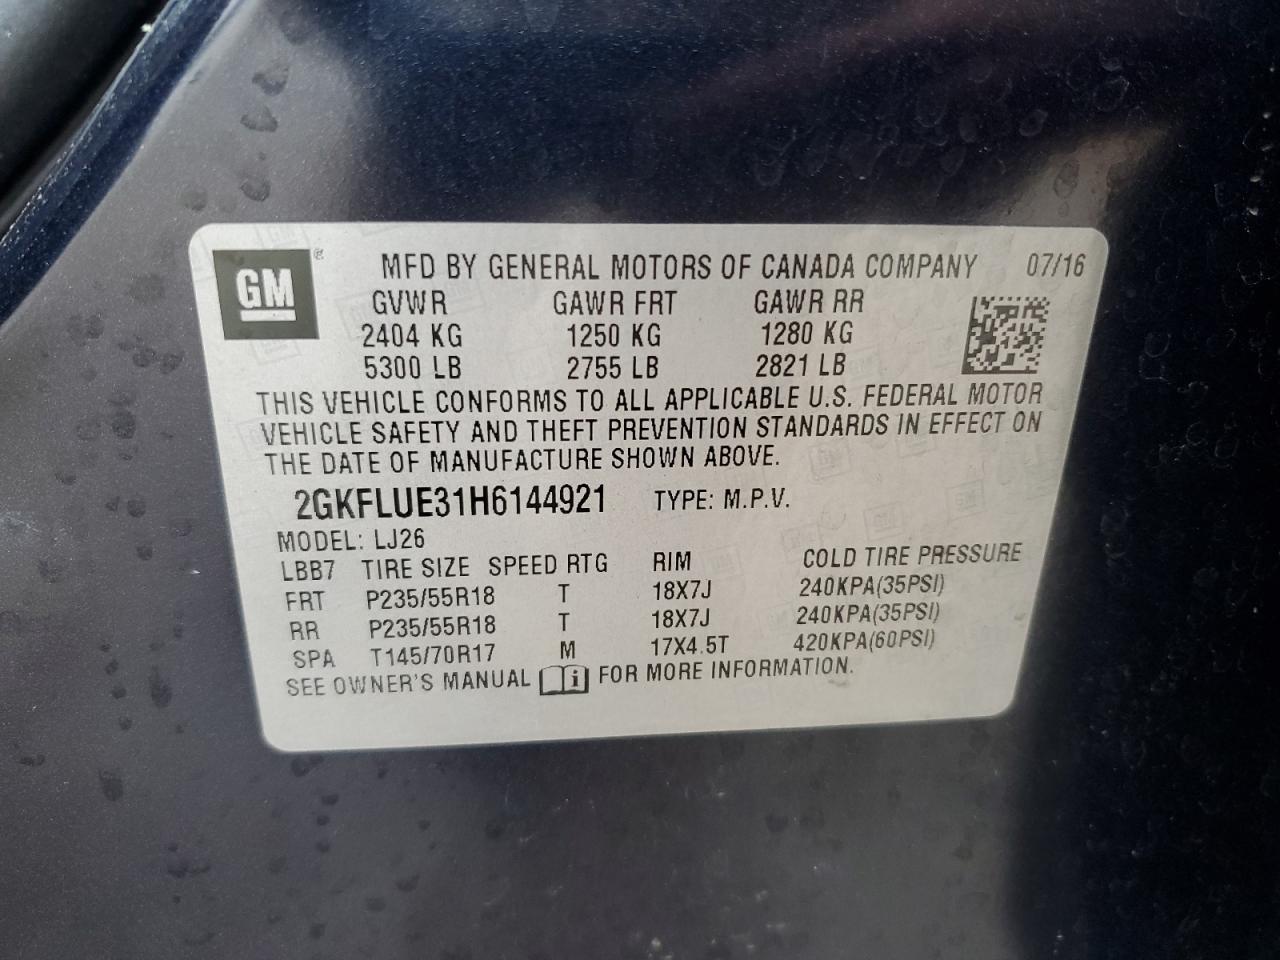 GM ® MFD BY GENERAL MOTORS OF CANADA COMPANY 07/16
GVWR GAWR FRT GAWR RR
2404 KG 1250 KG 1280 KG
5300 LB 2755 LB 2821 LB
THIS VEHICLE CONFORMS TO ALL APPLICABLE U.S. FEDERAL MOTOR
VEHICLE SAFETY AND THEFT PREVENTION STANDARDS IN EFFECT ON
THE DATE OF MANUFACTURE SHOWN ABOVE.
2GKFLUE31H6144921 TYPE: M.P.V.
MODEL: LJ26
LBB7 TIRE SIZE SPEED RTG RIM COLD TIRE PRESSURE
FRT P235/55R18 T 18X7J 240KPA(35PSI)
RR P235/55R18 T 18X7J 240KPA(35PSI)
SPA T145/70R17 M 17X4.5T 420KPA(60PSI)
SEE OWNER'S MANUAL i FOR MORE INFORMATION.